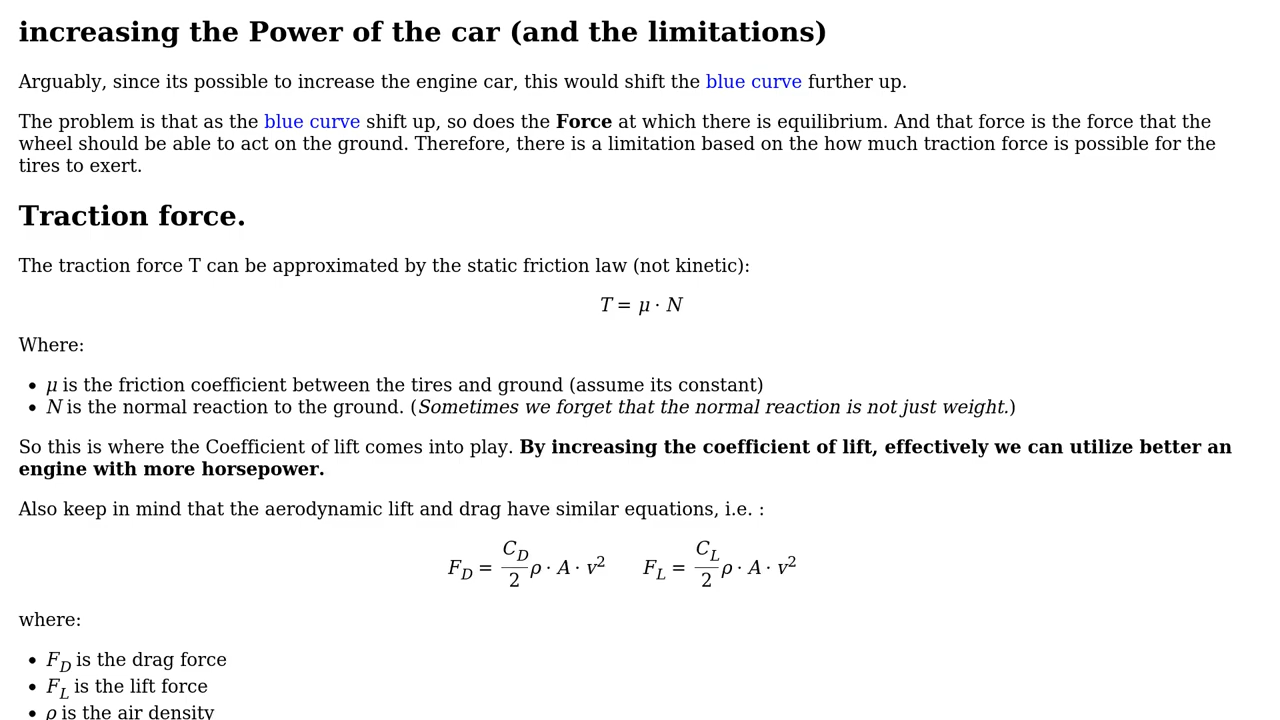 increasing the Power of the car (and the limitations)
Arguably, since its possible to increase the engine car, this would shift the blue curve further up.
The problem is that as the blue curve shift up, so does the Force at which there is equilibrium. And that force is the force that the
wheel should be able to act on the ground. Therefore, there is a limitation based on the how much traction force is possible for the
tires to exert.
Traction force.
The traction force T can be approximated by the static friction law (not kinetic):
T = μ · N
Where:
• μ is the friction coefficient between the tires and ground (assume its constant)
• N is the normal reaction to the ground. (Sometimes we forget that the normal reaction is not just weight.)
So this is where the Coefficient of lift comes into play. By increasing the coefficient of lift, effectively we can utilize better an
engine with more horsepower.
Also keep in mind that the aerodynamic lift and drag have similar equations, i.e. :
F_D = C_D/2 ρ · A · v² F_L = C_L/2 ρ · A · v²
where:
• F_D is the drag force
• F_L is the lift force
• ρ is the air density